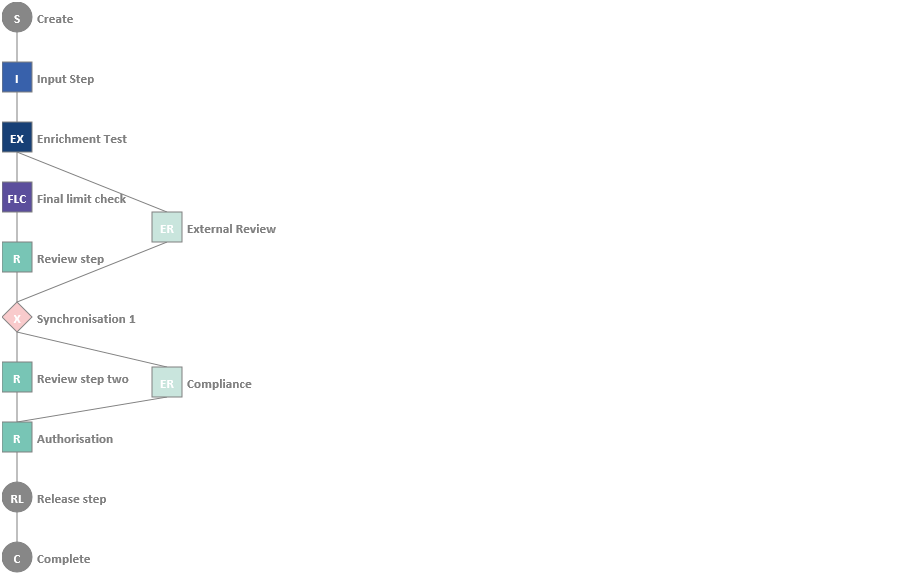 S Create
I Input Step
EX Enrichment Test
FLC Final limit check
ER External Review
R Review step
X Synchronisation 1
R Review step two
ER Compliance
R Authorisation
RL Release step
C Complete